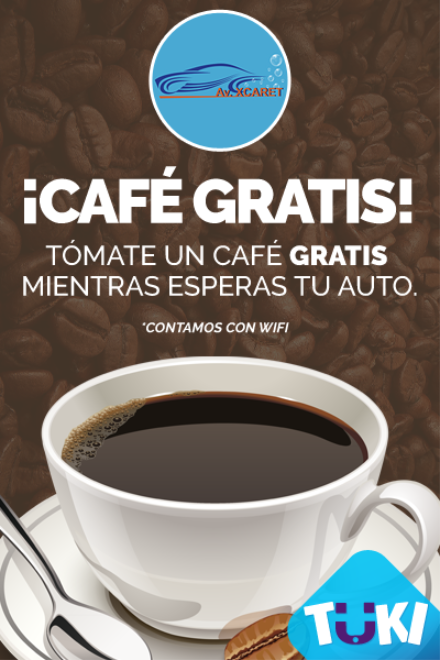 Av. XCARET
¡CAFÉ GRATIS!
TÓMATE UN CAFÉ GRATIS
MIENTRAS ESPERAS TU AUTO.
*CONTAMOS CON WIFI
TUKI